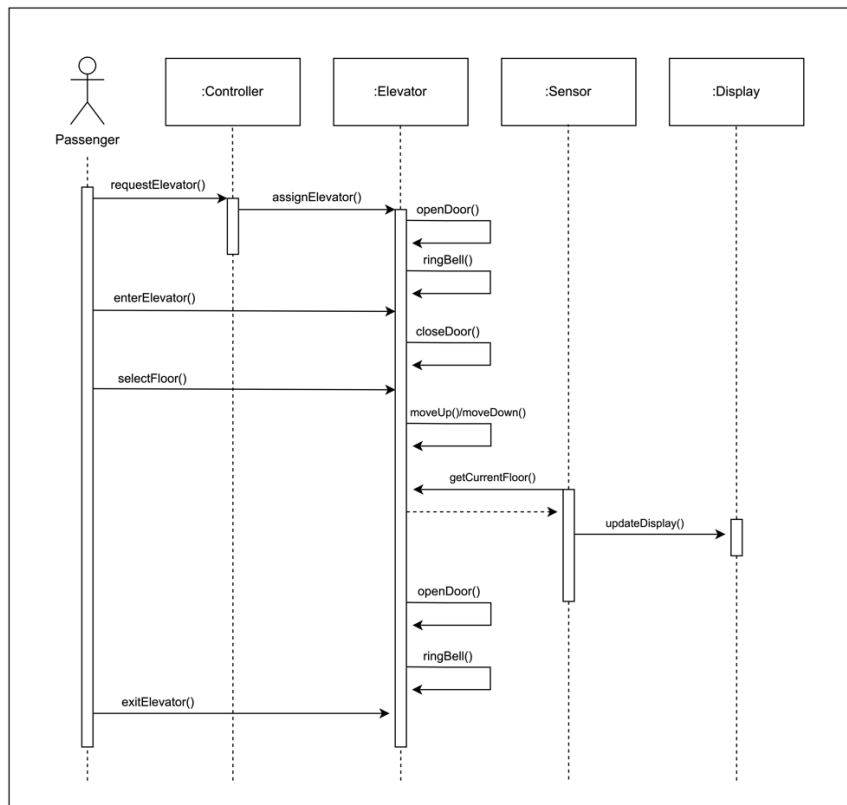 :Controller
:Elevator
:Sensor
:Display
Passenger
requestElevator()
assignElevator()
openDoor()
ringBell()
enterElevator()
closeDoor()
selectFloor()
moveUp()/moveDown()
getCurrentFloor()
updateDisplay()
openDoor()
ringBell()
exitElevator()